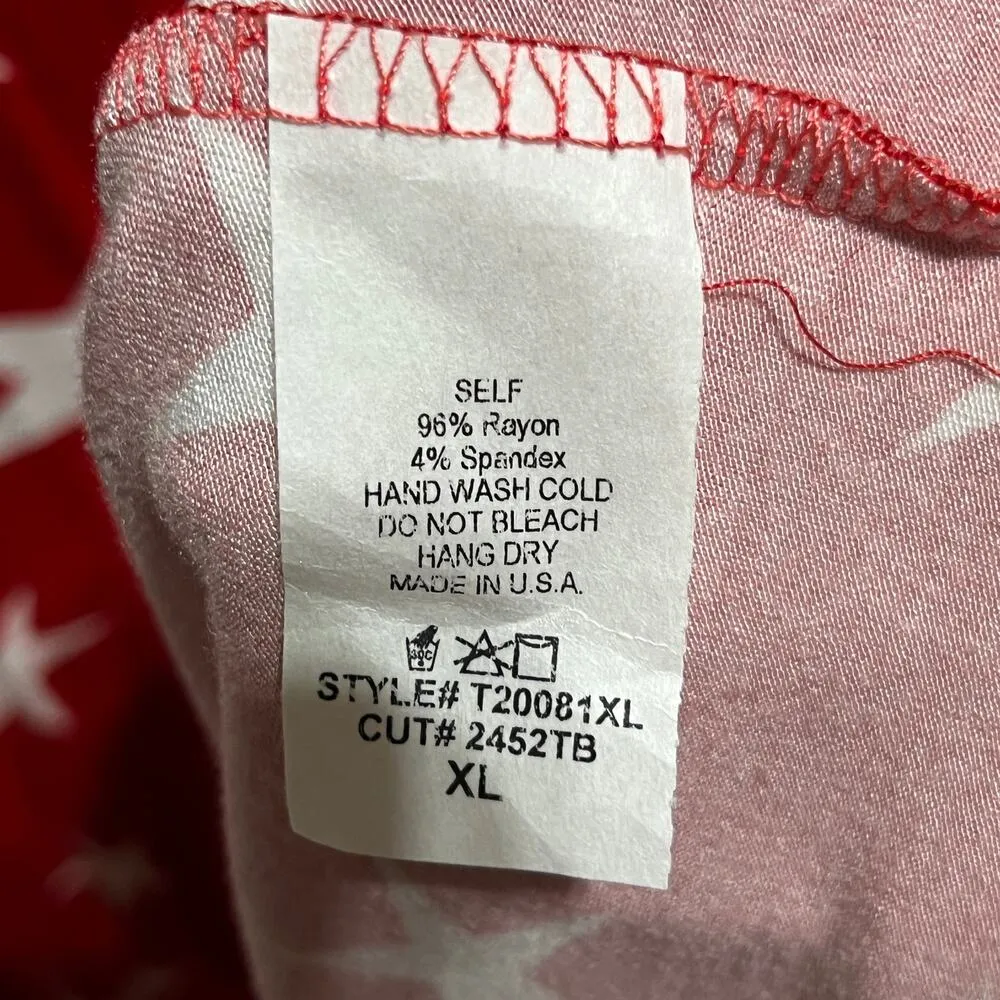 SELF
96% Rayon
4% Spandex
HAND WASH COLD
DO NOT BLEACH
HANG DRY
MADE IN U.S.A.
30C
STYLE# T20081XL
CUT# 2452TB
XL